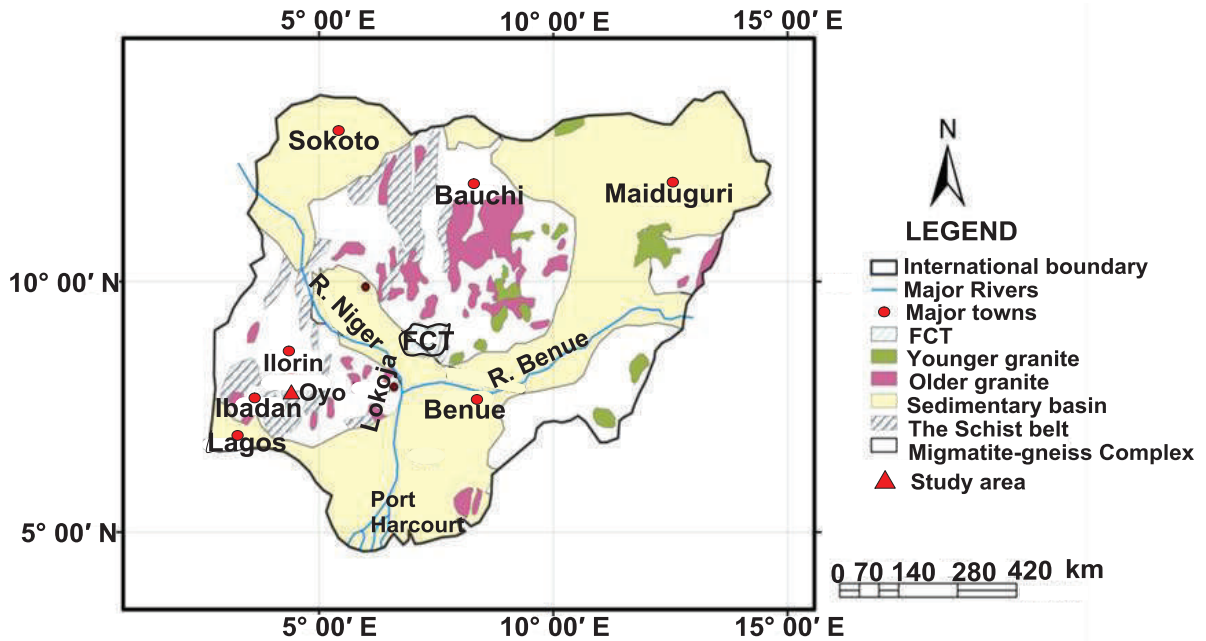 5° 00′ E 10° 00′ E 15° 00′ E
Sokoto
Bauchi
Maiduguri
N
LEGEND
International boundary
Major Rivers
Major towns
FCT
Younger granite
Older granite
Sedimentary basin
The Schist belt
Migmatite-gneiss Complex
Study area
10° 00′ N
R. Niger
FCT
R. Benue
Ilorin
Oyo
Lokoja
Ibadan
Benue
Lagos
Port
Harcourt
5° 00′ N
0 70 140 280 420 km
5° 00′ E 10° 00′ E 15° 00′ E